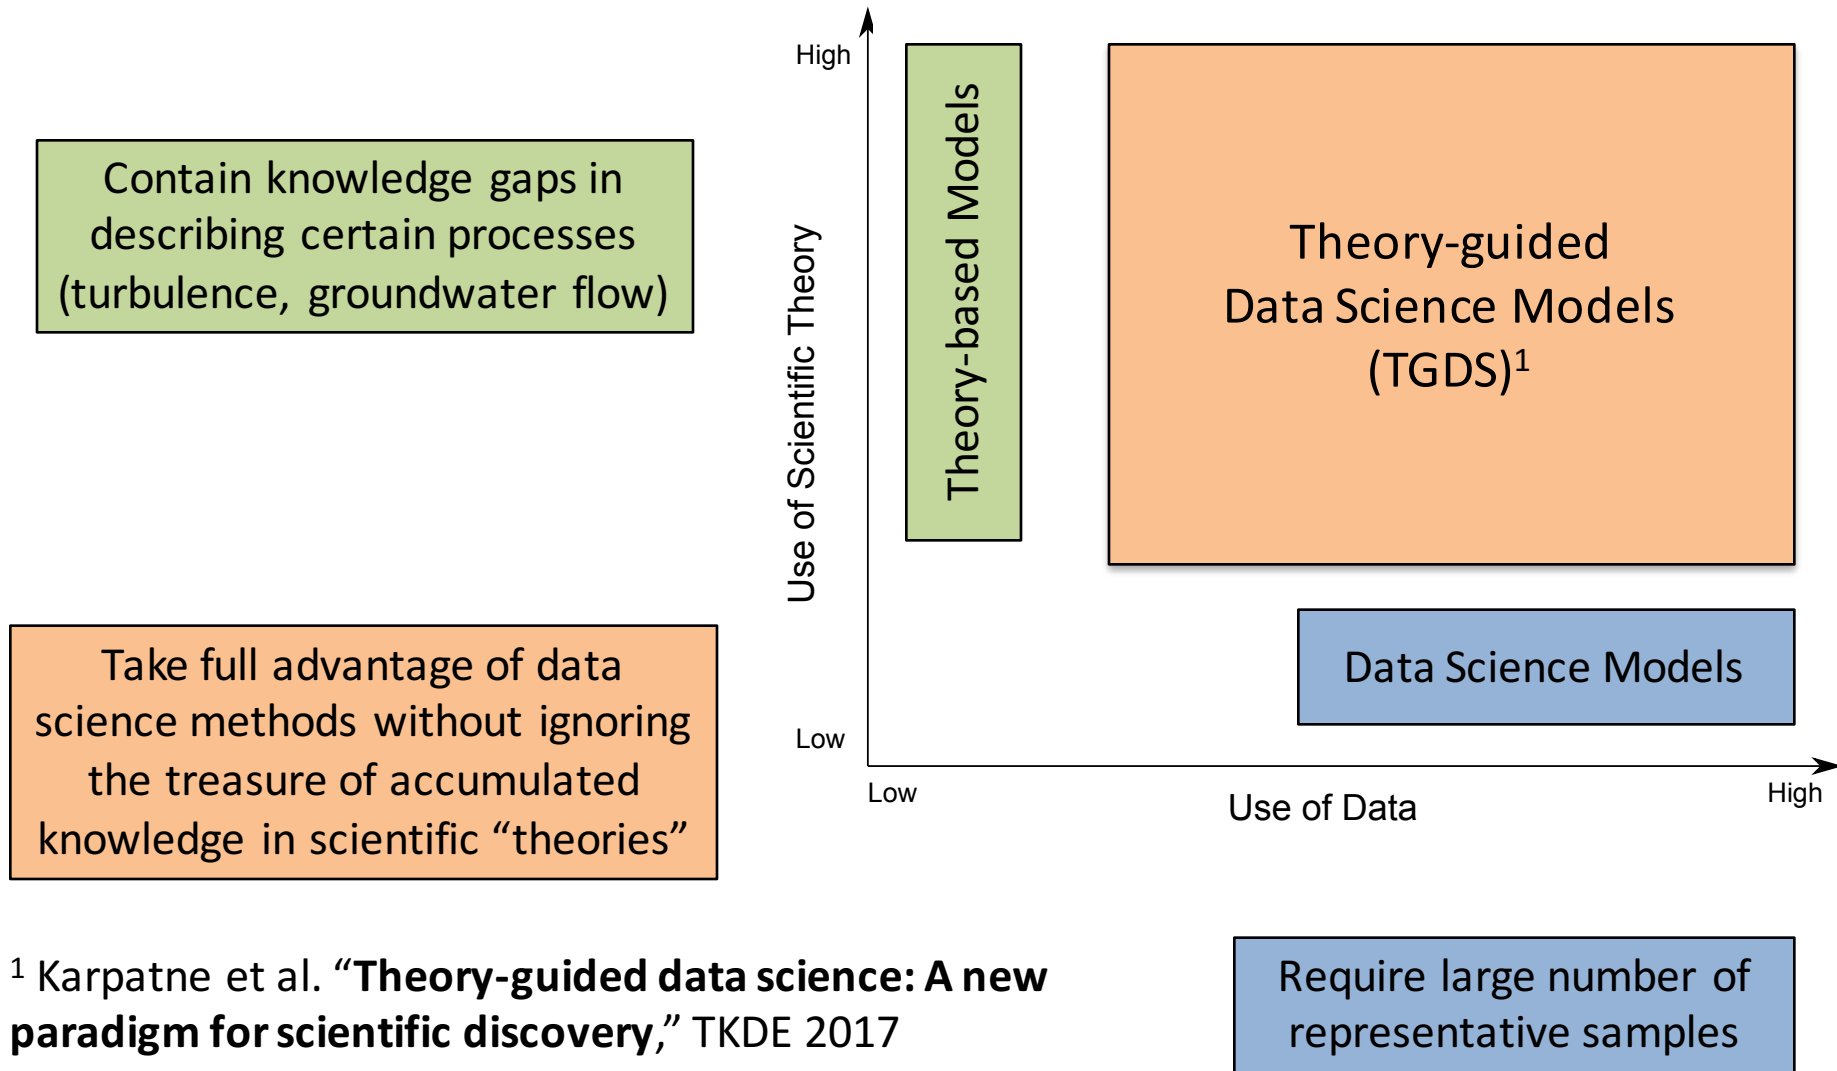 Contain knowledge gaps in
describing certain processes
(turbulence, groundwater flow)
Take full advantage of data
science methods without ignoring
the treasure of accumulated
knowledge in scientific “theories”
High
Use of Scientific Theory
Low
Theory-based Models
Theory-guided
Data Science Models
(TGDS)¹
Data Science Models
Low
Use of Data
High
¹ Karpatne et al. “Theory-guided data science: A new
paradigm for scientific discovery,” TKDE 2017
Require large number of
representative samples